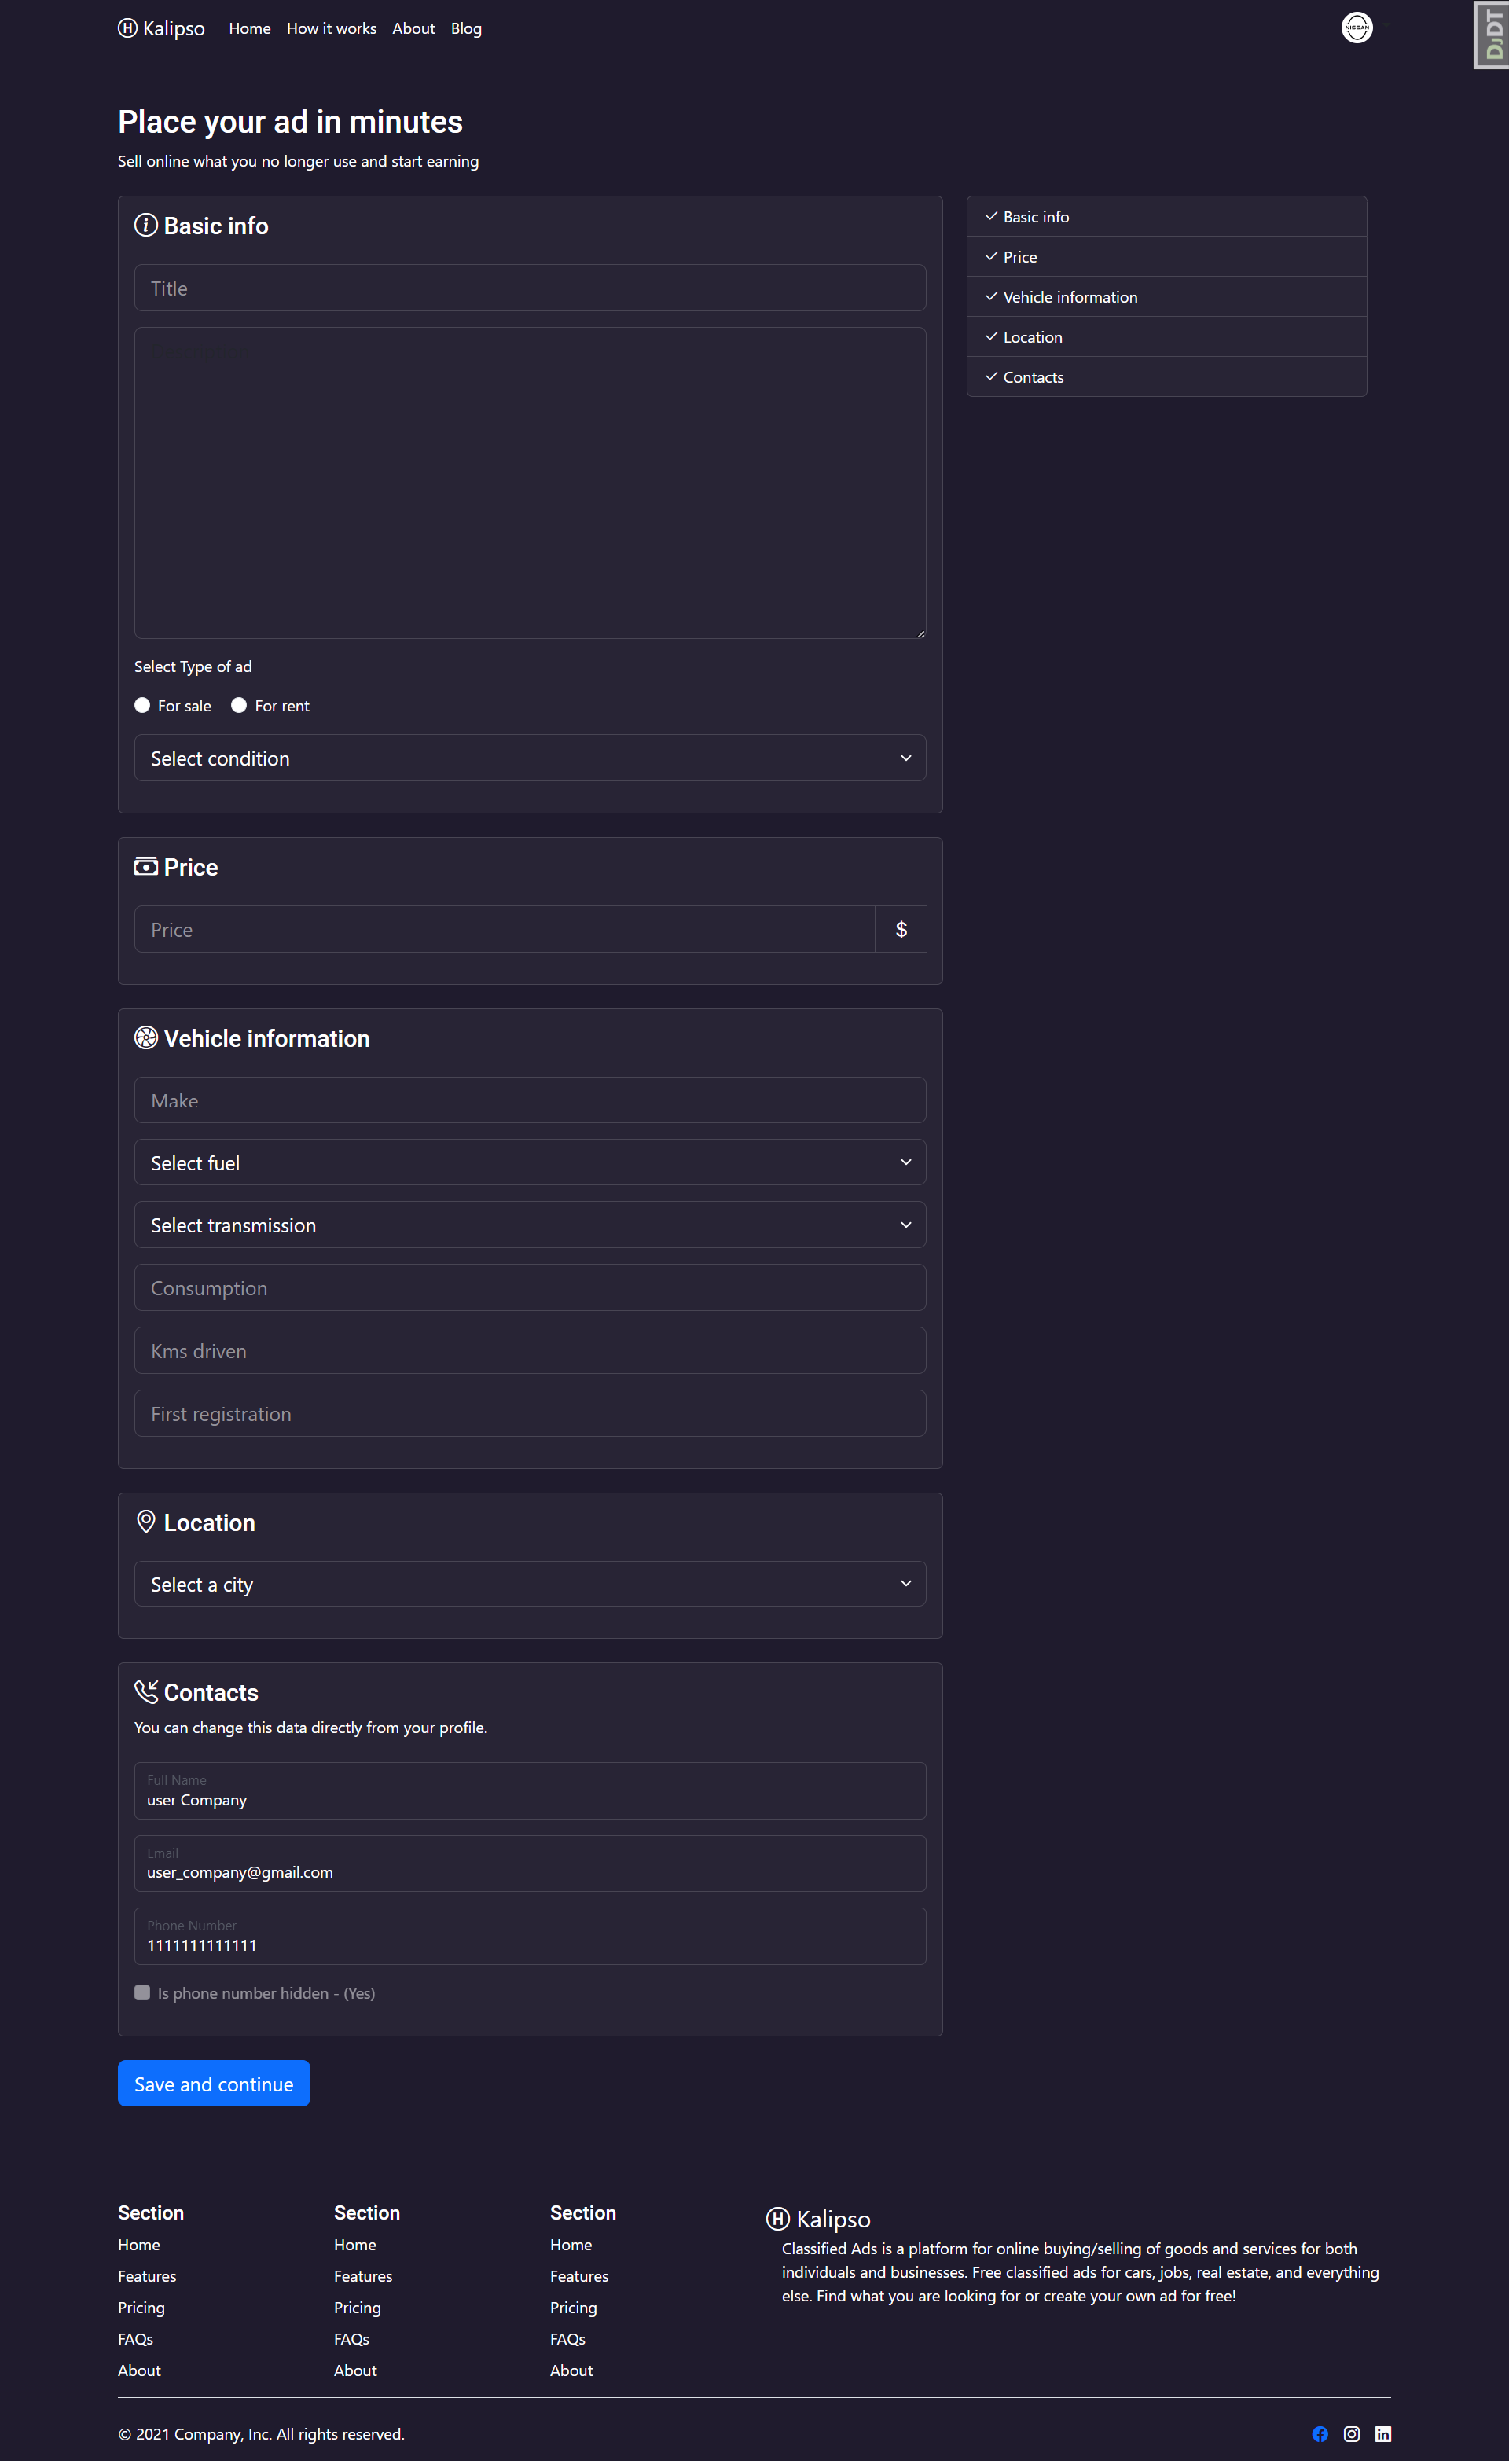 Kalipso Home How it works About Blog
NISSAN
DjDT
Place your ad in minutes
Sell online what you no longer use and start earning
Basic info
Title
Select Type of ad
For sale For rent
Select condition
Price
Price $
Vehicle information
Make
Select fuel
Select transmission
Consumption
Kms driven
First registration
Location
Select a city
Contacts
You can change this data directly from your profile.
Full Name
user Company
Email
user_company@gmail.com
Phone Number
1111111111111
Is phone number hidden - (Yes)
Save and continue
Basic info
Price
Vehicle information
Location
Contacts
Section
Home
Features
Pricing
FAQs
About
Section
Home
Features
Pricing
FAQs
About
Section
Home
Features
Pricing
FAQs
About
Kalipso
Classified Ads is a platform for online buying/selling of goods and services for both
individuals and businesses. Free classified ads for cars, jobs, real estate, and everything
else. Find what you are looking for or create your own ad for free!
© 2021 Company, Inc. All rights reserved.